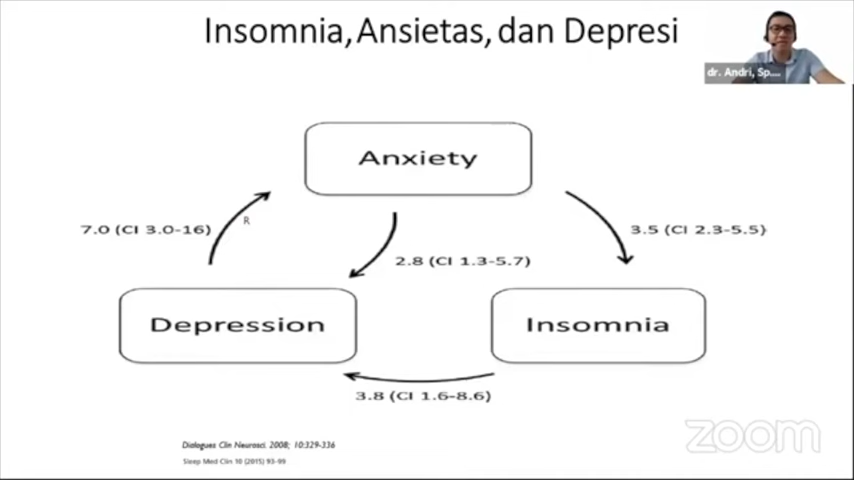 Insomnia, Ansietas, dan Depresi
dr. Andri, Sp....
Anxiety
7.0 (CI 3.0-16)
R
3.5 (CI 2.3-5.5)
2.8 (CI 1.3-5.7)
Depression
Insomnia
3.8 (CI 1.6-8.6)
Dialogues Clin Neurosci. 2008; 10:329-336
Sleep Med Clin 10 (2015) 93-99
zoom